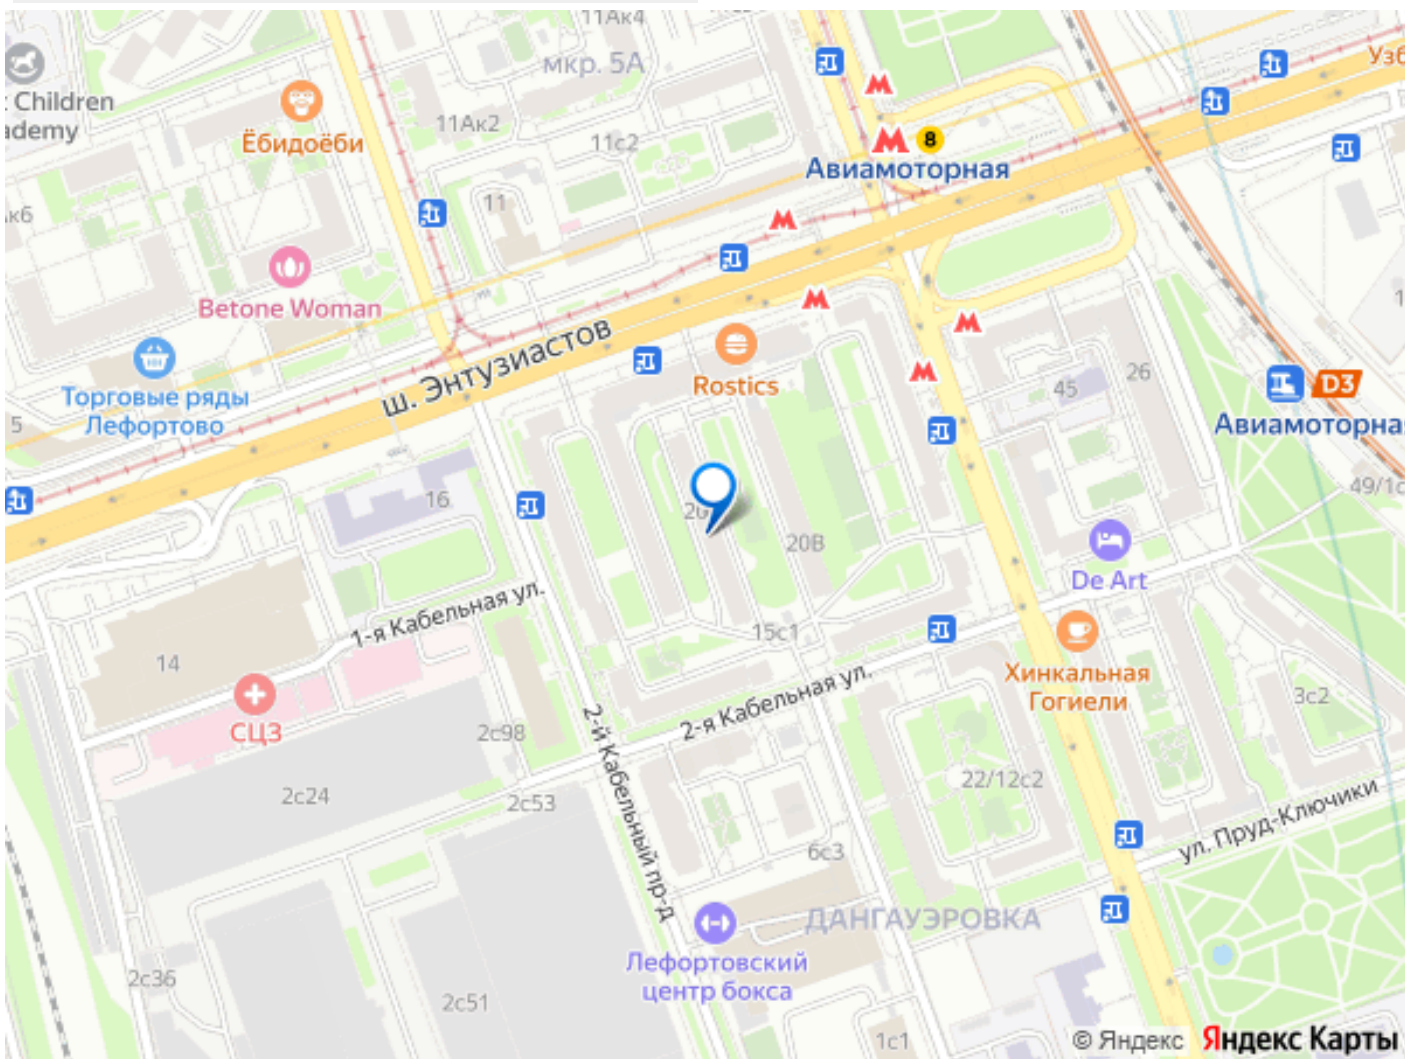 11Ак4
мкр. 5А
Узб
Children
ademy
Ёбидоёби
11Ак2
11с2
8
Авиамоторная
11
Ак6
Betone Woman
ш. Энтузиастов
Rostics
Торговые ряды
Лефортово
5
45
26
D3
Авиамоторная
49/1с
16
20
20В
De Art
1-я Кабельная ул.
15с1
14
СЦЗ
2-я Кабельная ул.
Хинкальная
Гогиели
3с2
2с98
2-й Кабельный пр-д
2с24
2с53
22/12с2
ул. Пруд-Ключики
6с3
ДАНГАУЭРОВКА
Лефортовский
центр бокса
2с36
2с51
1с1
© Яндекс Яндекс Карты